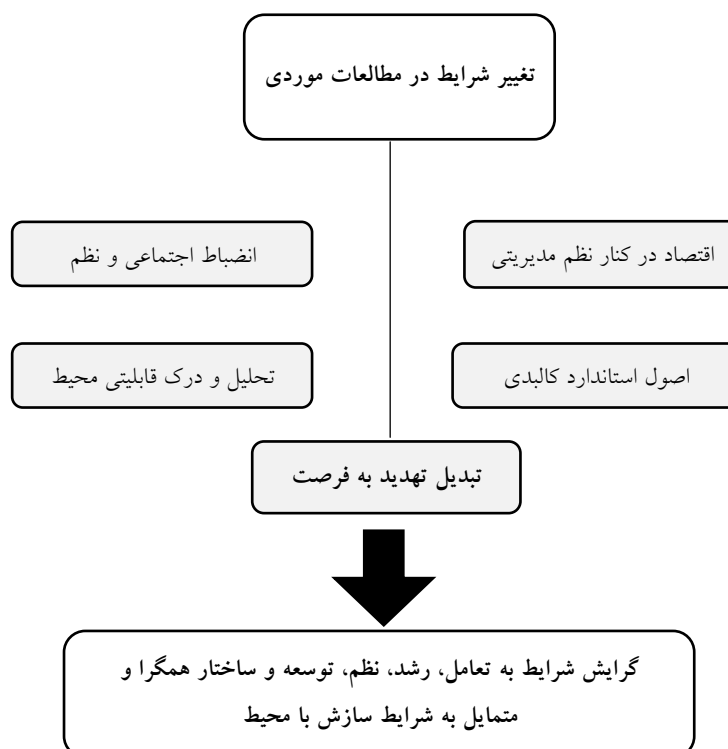 تغییر شرایط در مطالعات موردی
اقتصاد در کنار نظم مدیریتی
انضباط اجتماعی و نظم
اصول استاندارد کالبدی
تحلیل و درک قابلیتی محیط
تبدیل تهدید به فرصت
گرایش شرایط به تعامل، رشد، نظم، توسعه و ساختار همگرا و
متمایل به شرایط سازش با محیط